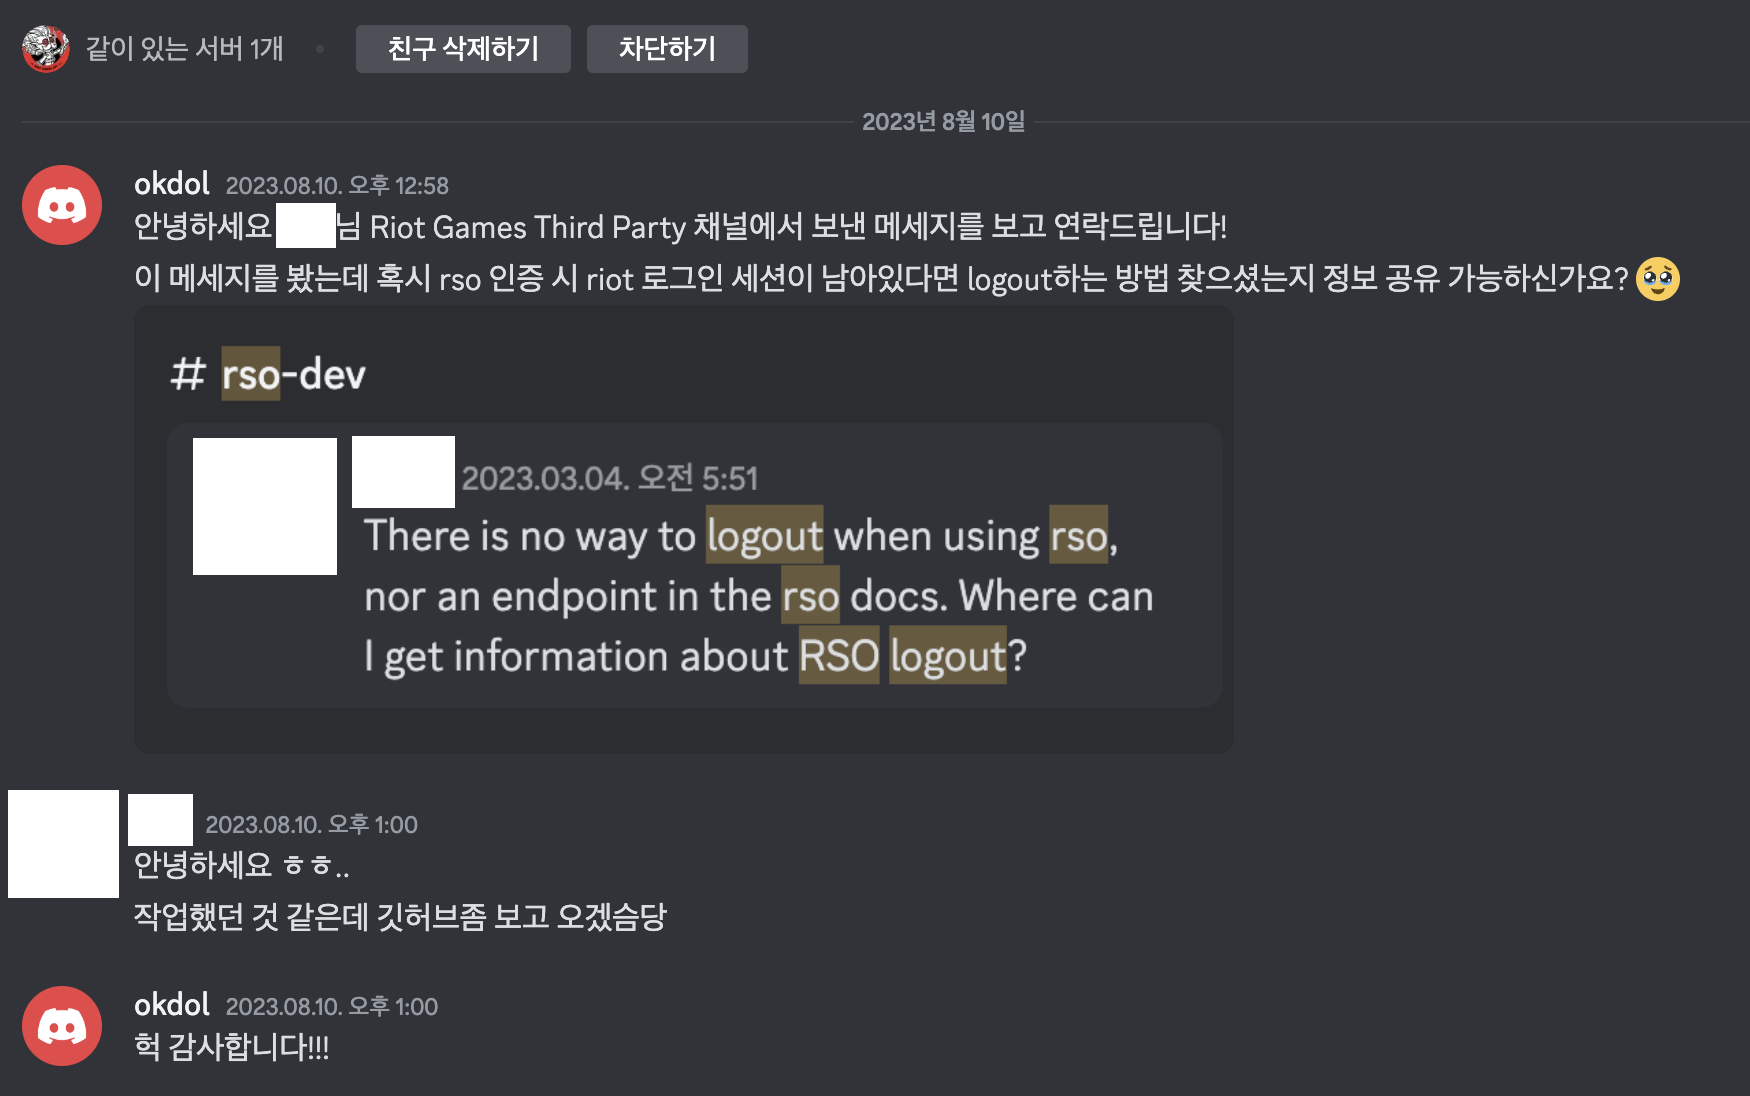 같이 있는 서버 1개 • 친구 삭제하기 차단하기
2023년 8월 10일
okdol 2023.08.10. 오후 12:58
안녕하세요 님 Riot Games Third Party 채널에서 보낸 메세지를 보고 연락드립니다!
이 메세지를 봤는데 혹시 rso 인증 시 riot 로그인 세션이 남아있다면 logout하는 방법 찾으셨는지 정보 공유 가능하신가요? 🥹
# rso-dev
2023.03.04. 오전 5:51
There is no way to logout when using rso,
nor an endpoint in the rso docs. Where can
I get information about RSO logout?
2023.08.10. 오후 1:00
안녕하세요 ㅎㅎ..
작업했던 것 같은데 깃허브좀 보고 오겠슴당
okdol 2023.08.10. 오후 1:00
헉 감사합니다!!!